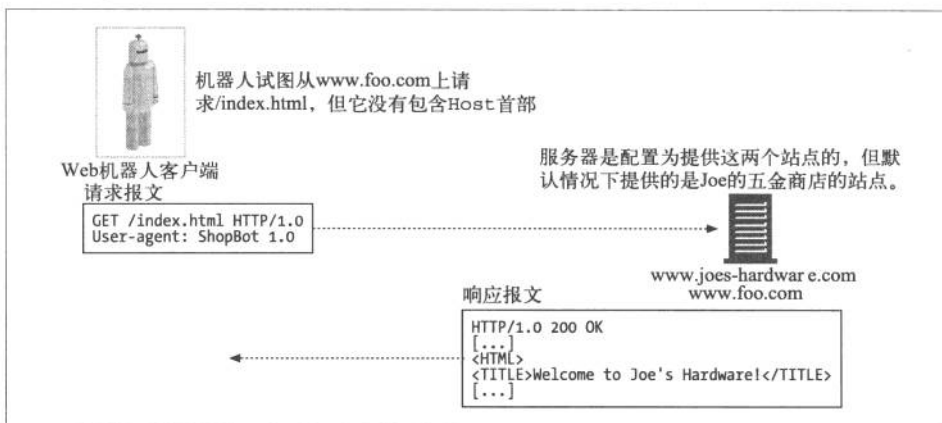 机器人试图从www.foo.com上请
求/index.html，但它没有包含Host首部
Web机器人客户端
请求报文
GET /index.html HTTP/1.0
User-agent: ShopBot 1.0
服务器是配置为提供这两个站点的，但默
认情况下提供的是Joe的五金商店的站点。
www.joes-hardware.com
www.foo.com
响应报文
HTTP/1.0 200 OK
[...]
<HTML>
<TITLE>Welcome to Joe's Hardware!</TITLE>
[...]